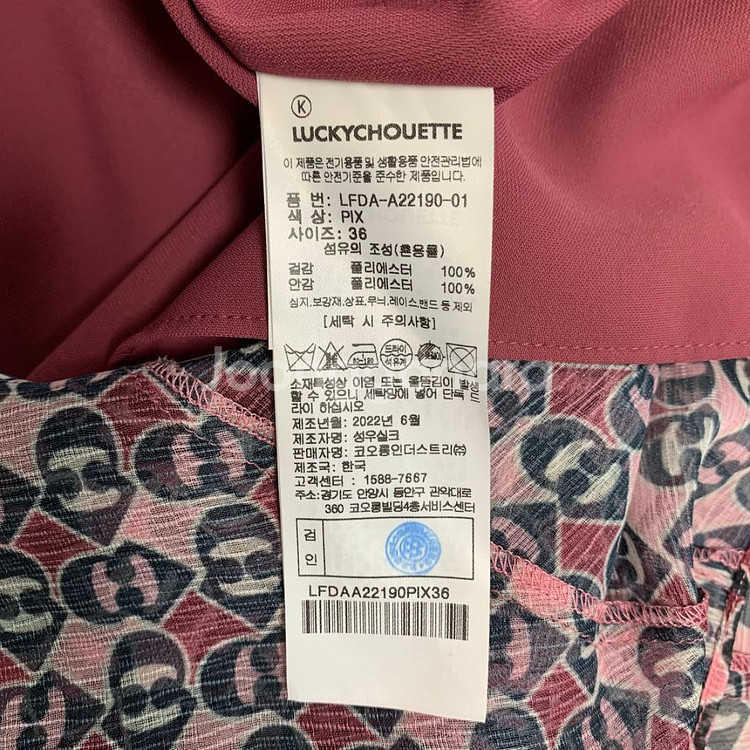 K
LUCKYCHOUETTE
이 제품은 전기용품 및 생활용품 안전관리법에
따른 안전기준을 준수한 제품입니다.
품 번: LFDA-A22190-01
색 상: PIX
사이즈: 36
섬유의 조성(혼용률)
겉감 폴리에스터 100%
안감 폴리에스터 100%
심지,보강재,상표,무늬,레이스,밴드 등 제외
[세탁 시 주의사항]
드라이
석유계
소재특성상 이염 또는 올뜯김이 발생
할 수 있으니 세탁망에 넣어 단독
라이 하십시오
제조년월: 2022년 6월
제조자명: 성우실크
판매자명: 코오롱인더스트리㈜
제조국: 한국
고객센터 : 1588-7667
주소:경기도 안양시 동안구 관악대로
360 코오롱빌딩4층서비스센터
검
인
LFDAA22190PIX36